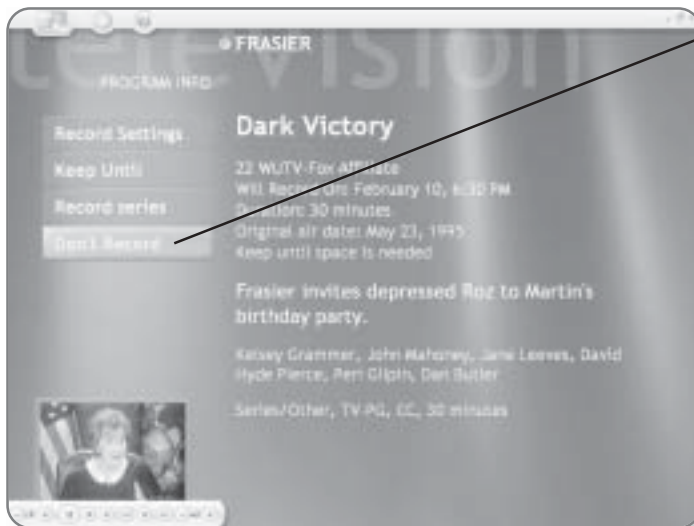 television
FRASIER
PROGRAM INFO
Record Settings
Keep Until
Record series
Don't Record
Dark Victory
22 WUTV-Fox Affiliate
Will Record On: February 10, 6:30 PM
Duration: 30 minutes
Original air date: May 23, 1995
Keep until space is needed
Frasier invites depressed Roz to Martin's
birthday party.
Kelsey Grammer, John Mahoney, Jane Leeves, David
Hyde Pierce, Peri Gilpin, Dan Butler
Series/Other, TV-PG, CC, 30 minutes